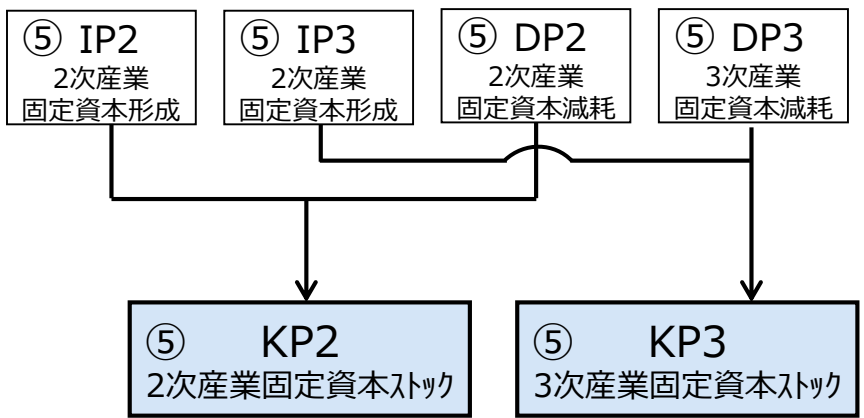 ⑤ IP2
2次産業
固定資本形成
⑤ IP3
2次産業
固定資本形成
⑤ DP2
2次産業
固定資本減耗
⑤ DP3
3次産業
固定資本減耗
⑤ KP2
2次産業固定資本ｽﾄｯｸ
⑤ KP3
3次産業固定資本ｽﾄｯｸ